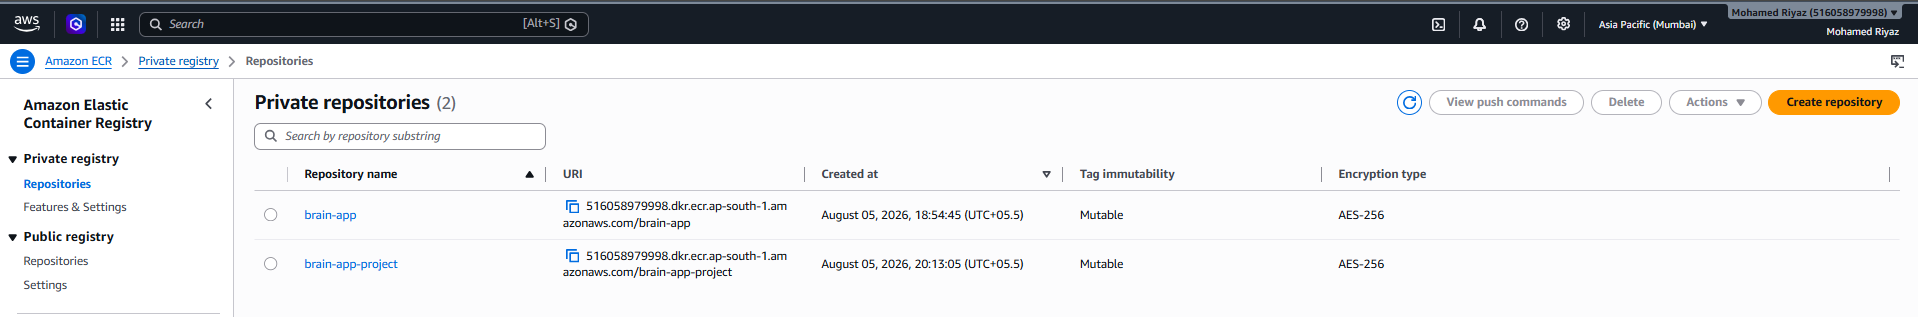 aws
Search
[Alt+S]
Asia Pacific (Mumbai)
Mohamed Riyaz (516058979998)
Mohamed Riyaz
Amazon ECR
Private registry
Repositories
Amazon Elastic
Container Registry
Private registry
Repositories
Features & Settings
Public registry
Repositories
Settings
Private repositories (2)
View push commands
Delete
Actions
Create repository
Search by repository substring
Repository name
URI
Created at
Tag immutability
Encryption type
brain-app
516058979998.dkr.ecr.ap-south-1.am
azonaws.com/brain-app
August 05, 2026, 18:54:45 (UTC+05.5)
Mutable
AES-256
brain-app-project
516058979998.dkr.ecr.ap-south-1.am
azonaws.com/brain-app-project
August 05, 2026, 20:13:05 (UTC+05.5)
Mutable
AES-256